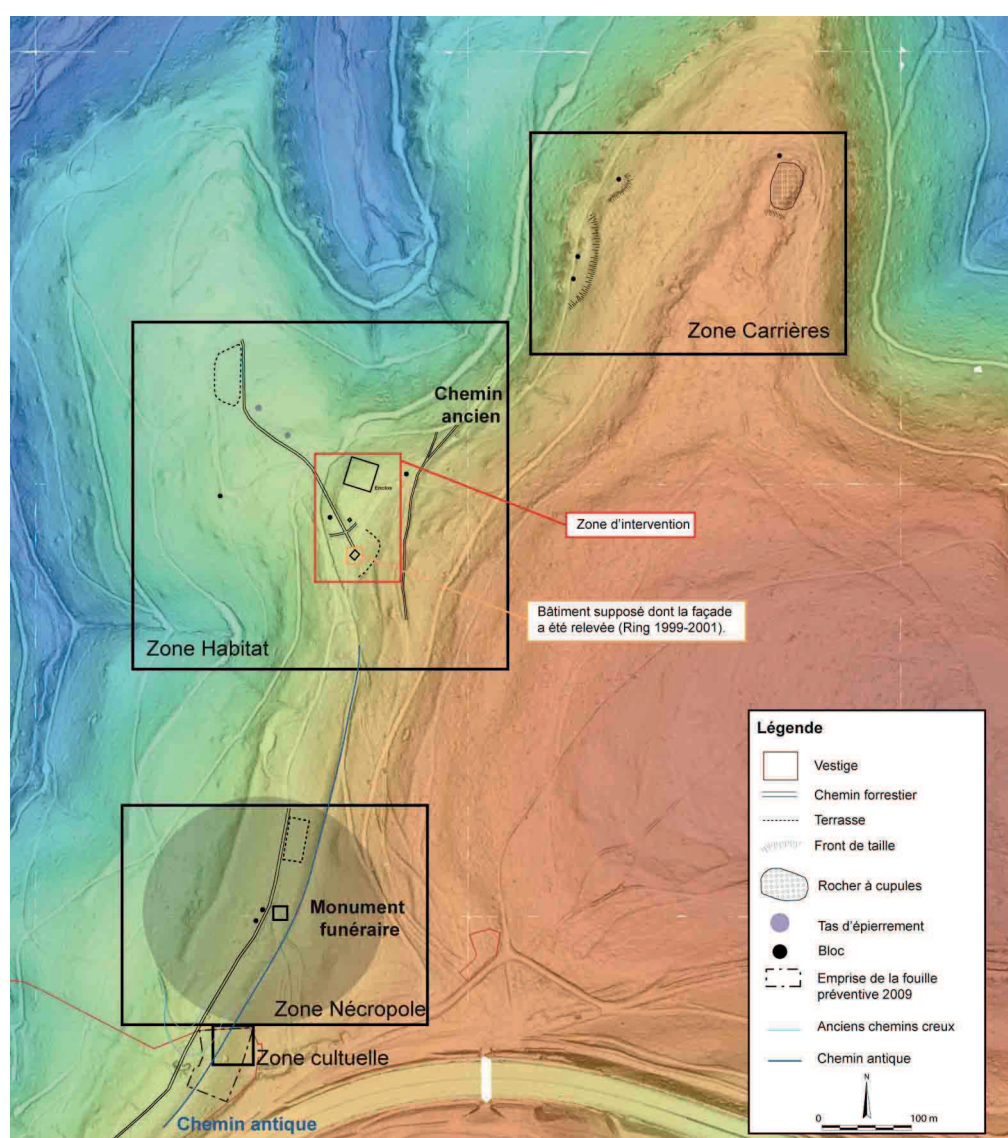 Zone Carrières
Chemin
ancien
Enclos
Zone d'intervention
Bâtiment supposé dont la façade
a été relevée (Ring 1999-2001).
Zone Habitat
Monument
funéraire
Zone Nécropole
Zone cultuelle
Chemin antique
Légende
Vestige
Chemin forrestier
Terrasse
Front de taille
Rocher à cupules
Tas d'épierrement
Bloc
Emprise de la fouille
préventive 2009
Anciens chemins creux
Chemin antique
N
0 100 m